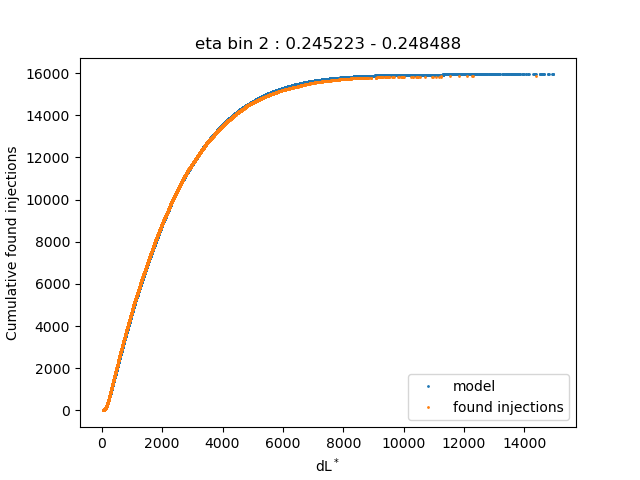 eta bin 2 : 0.245223 - 0.248488
16000
14000
12000
10000
8000
6000
4000
2000
0
Cumulative found injections
0 2000 4000 6000 8000 10000 12000 14000
dL*
model
found injections